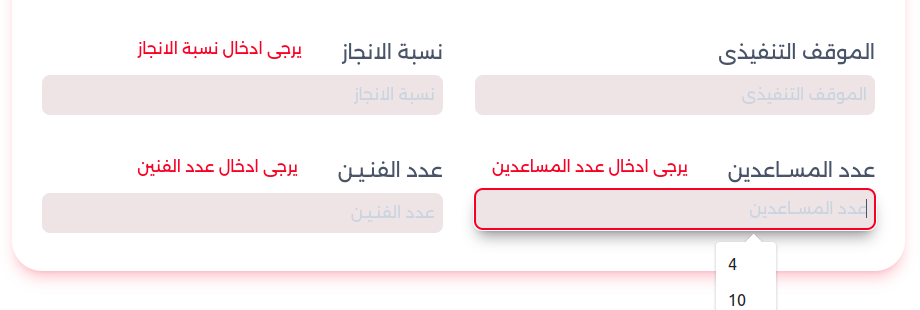 الموقف التنفيذى
نسبة الانجاز
يرجى ادخال نسبة الانجاز
الموقف التنفيذى
نسبة الانجاز
عدد المساعدين
يرجى ادخال عدد المساعدين
عدد الفنين
يرجى ادخال عدد الفنين
عدد المساعدين
عدد الفنين
4
10